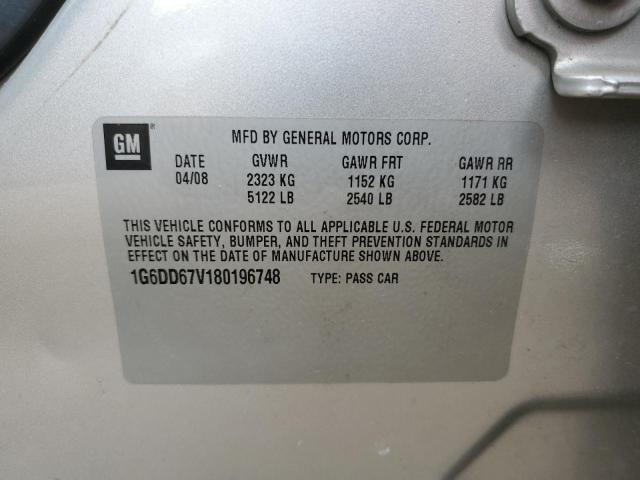 GM ® MFD BY GENERAL MOTORS CORP.
DATE GVWR GAWR FRT GAWR RR
04/08 2323 KG 1152 KG 1171 KG
5122 LB 2540 LB 2582 LB
THIS VEHICLE CONFORMS TO ALL APPLICABLE U.S. FEDERAL MOTOR
VEHICLE SAFETY, BUMPER, AND THEFT PREVENTION STANDARDS IN
EFFECT ON THE DATE OF MANUFACTURE SHOWN ABOVE.
1G6DD67V180196748 TYPE: PASS CAR